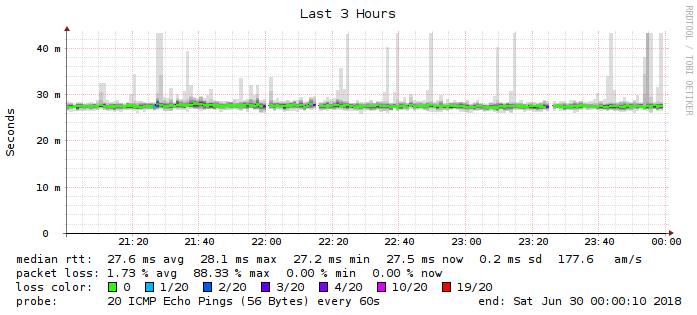 Last 3 Hours
RRDTOOL / TOBI OETIKER
Seconds
40 m
30 m
20 m
10 m
0
21:20 21:40 22:00 22:20 22:40 23:00 23:20 23:40 00:00
median rtt: 27.6 ms avg 28.1 ms max 27.2 ms min 27.5 ms now 0.2 ms sd 177.6 am/s
packet loss: 1.73 % avg 88.33 % max 0.00 % min 0.00 % now
loss color: 0 1/20 2/20 3/20 4/20 10/20 19/20
probe: 20 ICMP Echo Pings (56 Bytes) every 60s end: Sat Jun 30 00:00:10 2018